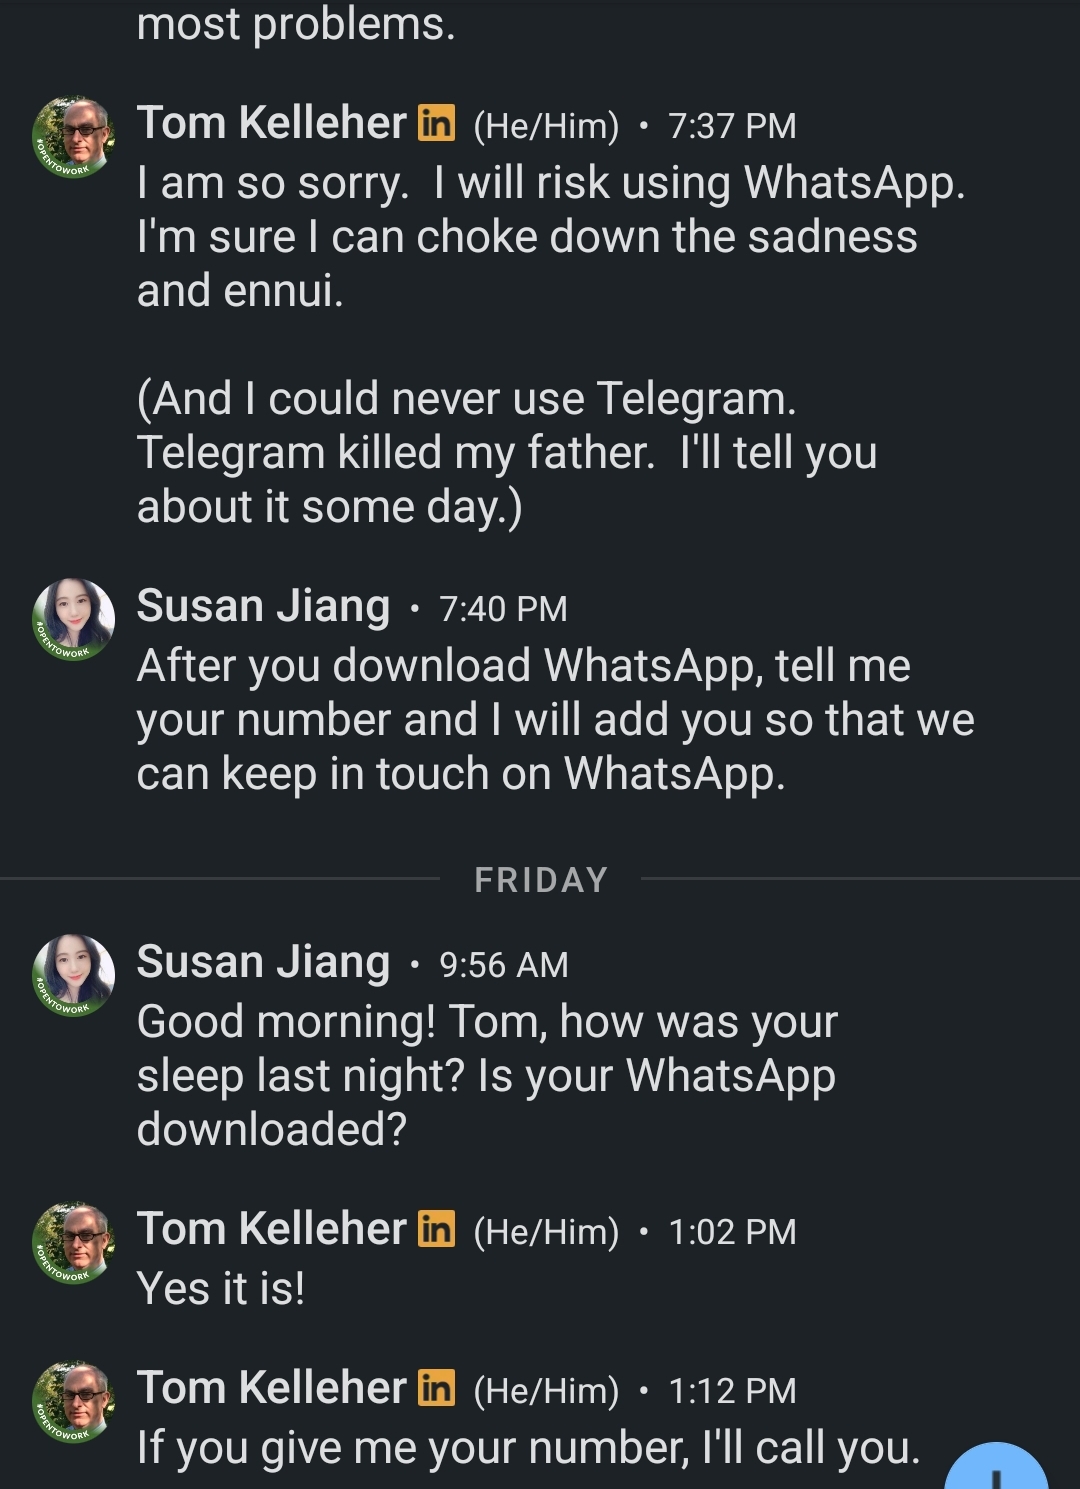 most problems.
Tom Kelleher in (He/Him) • 7:37 PM
I am so sorry.  I will risk using WhatsApp.
I'm sure I can choke down the sadness
and ennui.
(And I could never use Telegram.
Telegram killed my father.  I'll tell you
about it some day.)
#OPENTOWORK
Susan Jiang • 7:40 PM
After you download WhatsApp, tell me
your number and I will add you so that we
can keep in touch on WhatsApp.
#OPENTOWORK
FRIDAY
Susan Jiang • 9:56 AM
Good morning! Tom, how was your
sleep last night? Is your WhatsApp
downloaded?
#OPENTOWORK
Tom Kelleher in (He/Him) • 1:02 PM
Yes it is!
#OPENTOWORK
Tom Kelleher in (He/Him) • 1:12 PM
If you give me your number, I'll call you.
#OPENTOWORK